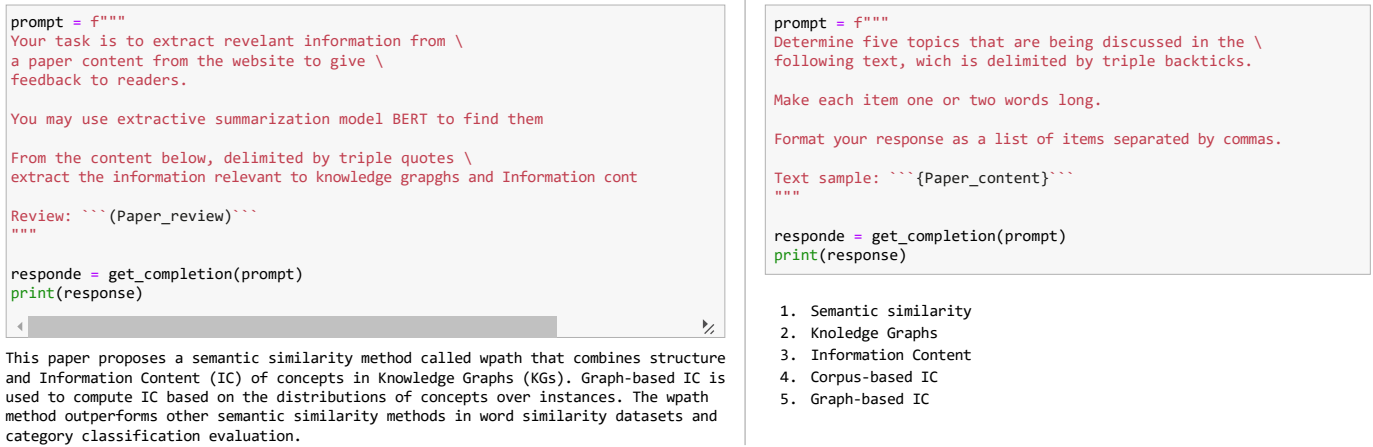 prompt = f"""
Your task is to extract revelant information from \
a paper content from the website to give \
feedback to readers.
You may use extractive summarization model BERT to find them
From the content below, delimited by triple quotes \
extract the information relevant to knowledge grapghs and Information cont
Review: ```(Paper_review)```
"""
responde = get_completion(prompt)
print(response)
This paper proposes a semantic similarity method called wpath that combines structure
and Information Content (IC) of concepts in Knowledge Graphs (KGs). Graph-based IC is
used to compute IC based on the distributions of concepts over instances. The wpath
method outperforms other semantic similarity methods in word similarity datasets and
category classification evaluation.
prompt = f"""
Determine five topics that are being discussed in the \
following text, wich is delimited by triple backticks.
Make each item one or two words long.
Format your response as a list of items separated by commas.
Text sample: ```{Paper_content}```
"""
responde = get_completion(prompt)
print(response)
1. Semantic similarity
2. Knoledge Graphs
3. Information Content
4. Corpus-based IC
5. Graph-based IC